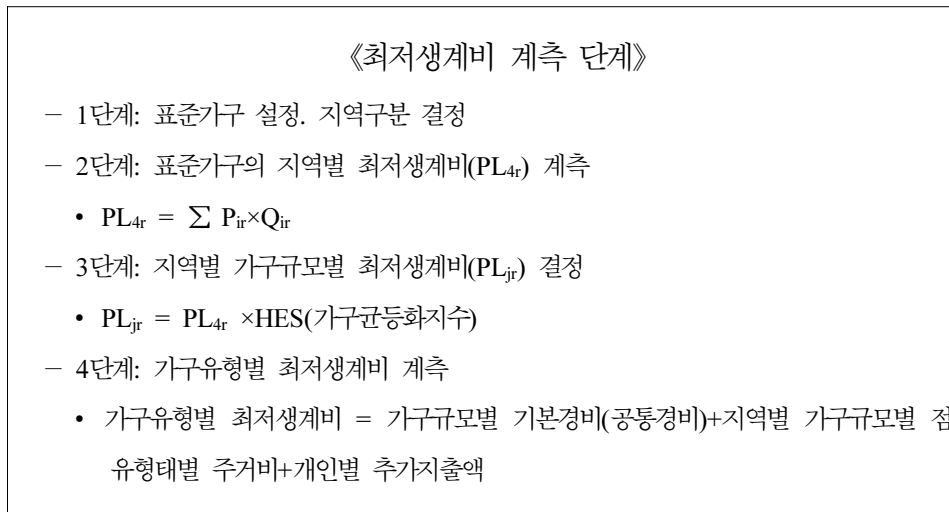 《최저생계비 계측 단계》
– 1단계: 표준가구 설정. 지역구분 결정
– 2단계: 표준가구의 지역별 최저생계비(PL4r) 계측
• PL4r = ∑ Pir×Qir
– 3단계: 지역별 가구규모별 최저생계비(PLjr) 결정
• PLjr = PL4r ×HES(가구균등화지수)
– 4단계: 가구유형별 최저생계비 계측
• 가구유형별 최저생계비 = 가구규모별 기본경비(공통경비)+지역별 가구규모별 점
유형태별 주거비+개인별 추가지출액